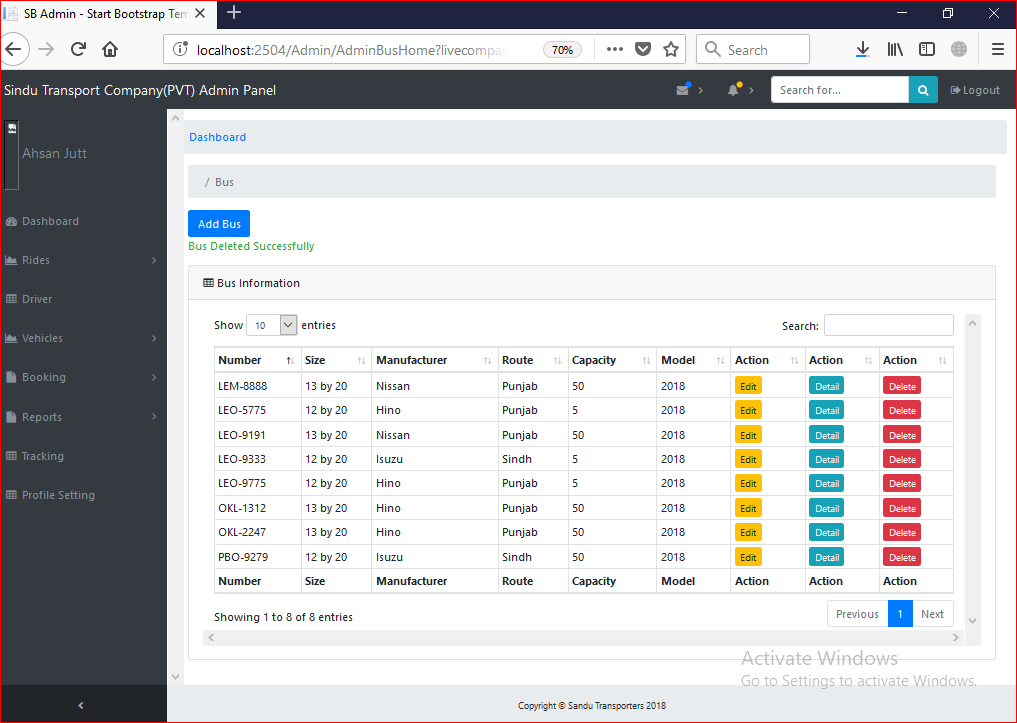 SB Admin - Start Bootstrap Tem
localhost:2504/Admin/AdminBusHome?livecompa
70%
Search
Sindu Transport Company(PVT) Admin Panel
Search for...
Logout
Ahsan Jutt
Dashboard
Rides
Driver
Vehicles
Booking
Reports
Tracking
Profile Setting
Dashboard
/ Bus
Add Bus
Bus Deleted Successfully
Bus Information
Show 10 entries
Search:
Number Size Manufacturer Route Capacity Model Action Action Action
LEM-8888 13 by 20 Nissan Punjab 50 2018 Edit Detail Delete
LEO-5775 12 by 20 Hino Punjab 5 2018 Edit Detail Delete
LEO-9191 13 by 20 Nissan Punjab 50 2018 Edit Detail Delete
LEO-9333 12 by 20 Isuzu Sindh 5 2018 Edit Detail Delete
LEO-9775 12 by 20 Hino Punjab 5 2018 Edit Detail Delete
OKL-1312 13 by 20 Hino Punjab 50 2018 Edit Detail Delete
OKL-2247 13 by 20 Hino Punjab 50 2018 Edit Detail Delete
PBO-9279 12 by 20 Isuzu Sindh 50 2018 Edit Detail Delete
Number Size Manufacturer Route Capacity Model Action Action Action
Showing 1 to 8 of 8 entries
Previous 1 Next
Activate Windows
Go to Settings to activate Windows.
Copyright © Sandu Transporters 2018